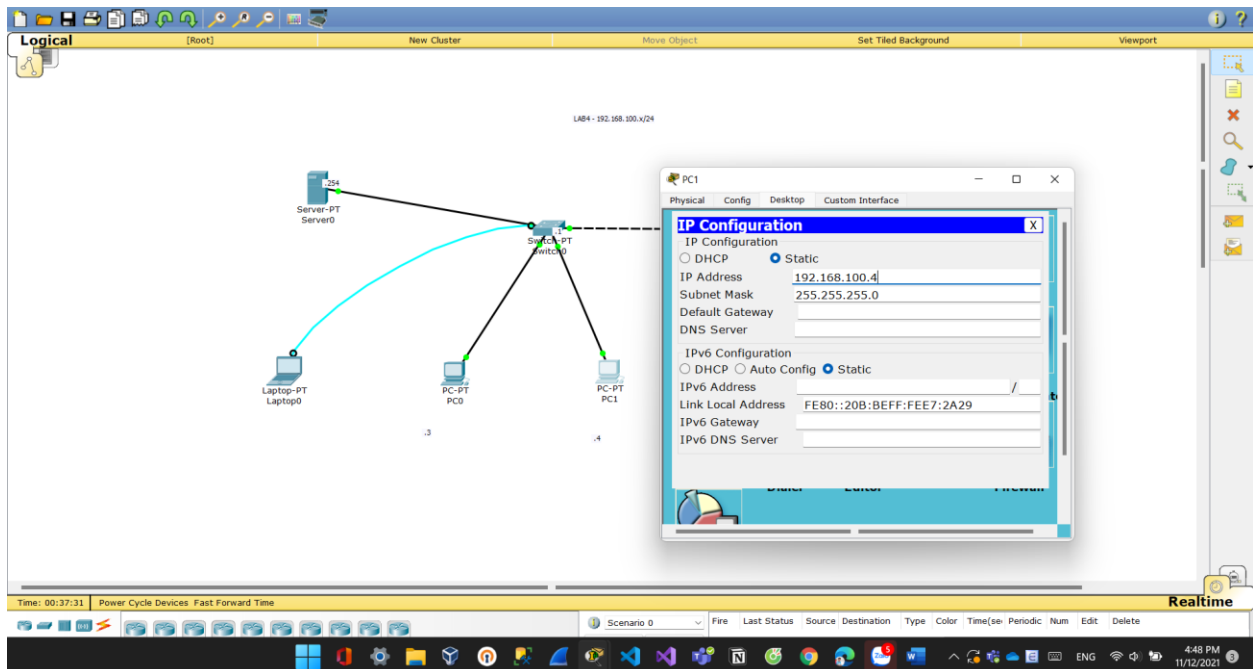 Logical [Root] New Cluster Move Object Set Tiled Background Viewport
LAB4 - 192.168.100.x/24
.254
Server-PT
Server0
.1
Switch-PT
Switch0
Laptop-PT
Laptop0
PC-PT
PC0
PC-PT
PC1
.3
.4
PC1
Physical Config Desktop Custom Interface
IP Configuration X
IP Configuration
DHCP Static
IP Address 192.168.100.4
Subnet Mask 255.255.255.0
Default Gateway
DNS Server
IPv6 Configuration
DHCP Auto Config Static
IPv6 Address /
Link Local Address FE80::20B:BEFF:FEE7:2A29
IPv6 Gateway
IPv6 DNS Server
Time: 00:37:31 Power Cycle Devices Fast Forward Time Realtime
Scenario 0 Fire Last Status Source Destination Type Color Time(se Periodic Num Edit Delete
ENG 4:48 PM
11/12/2021 3